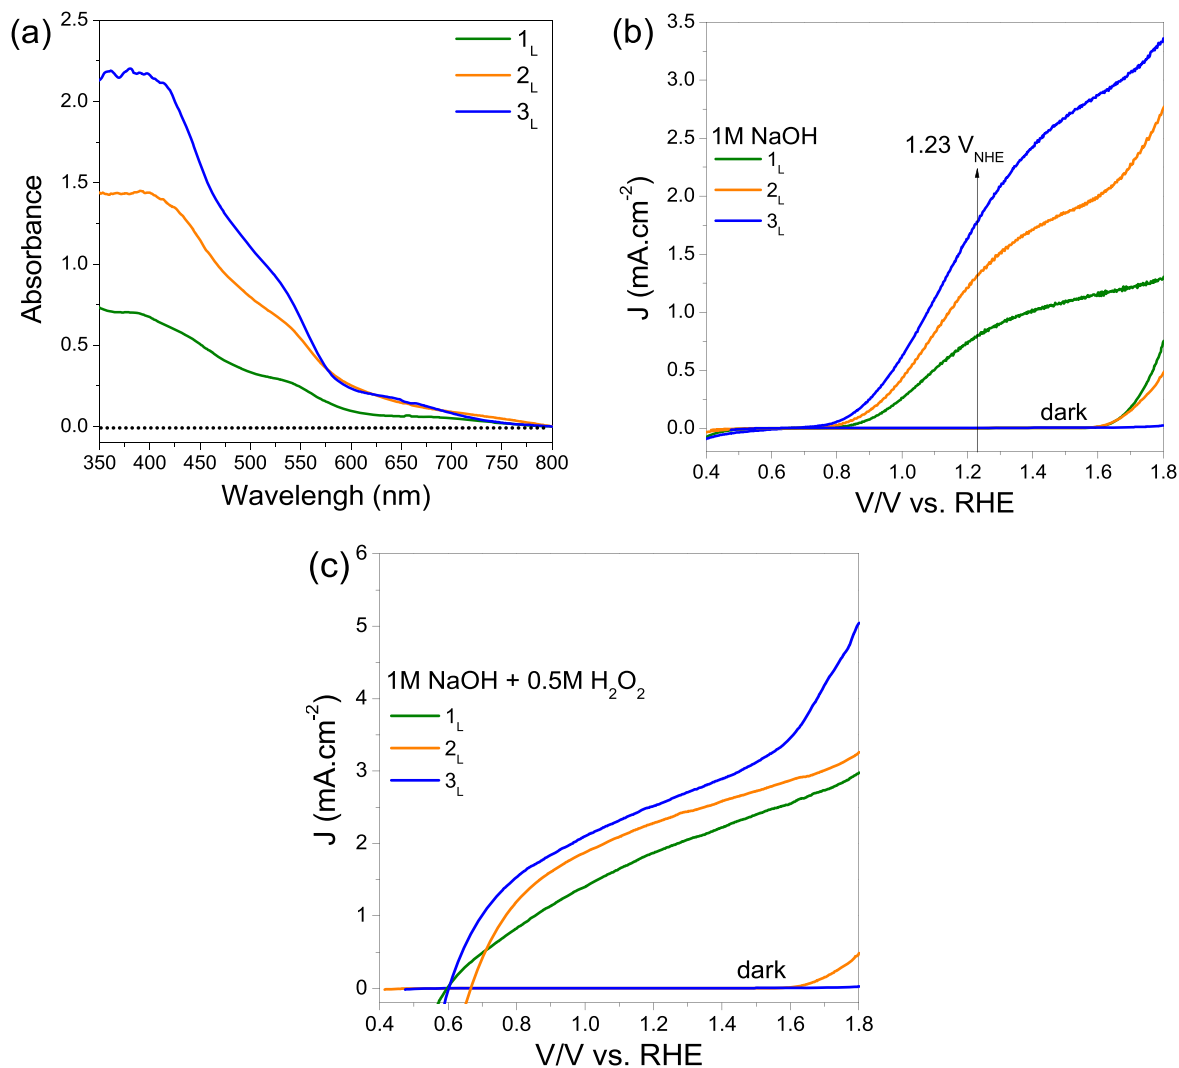 (a)
2.5
2.0
1.5
1.0
0.5
0.0
Absorbance
1L
2L
3L
350 400 450 500 550 600 650 700 750 800
Wavelengh (nm)
(b)
3.5
3.0
2.5
2.0
1.5
1.0
0.5
0.0
J (mA.cm-2)
1M NaOH
1L
2L
3L
1.23 VNHE
dark
0.4 0.6 0.8 1.0 1.2 1.4 1.6 1.8
V/V vs. RHE
(c)
6
5
4
3
2
1
0
J (mA.cm-2)
1M NaOH + 0.5M H2O2
1L
2L
3L
dark
0.4 0.6 0.8 1.0 1.2 1.4 1.6 1.8
V/V vs. RHE